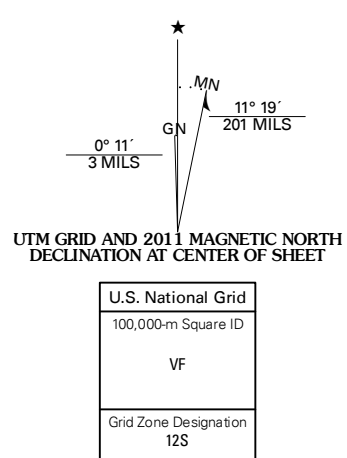 MN
11° 19´
201 MILS
GN
0° 11´
3 MILS
UTM GRID AND 2011 MAGNETIC NORTH
DECLINATION AT CENTER OF SHEET
U.S. National Grid
100,000-m Square ID
VF
Grid Zone Designation
12S